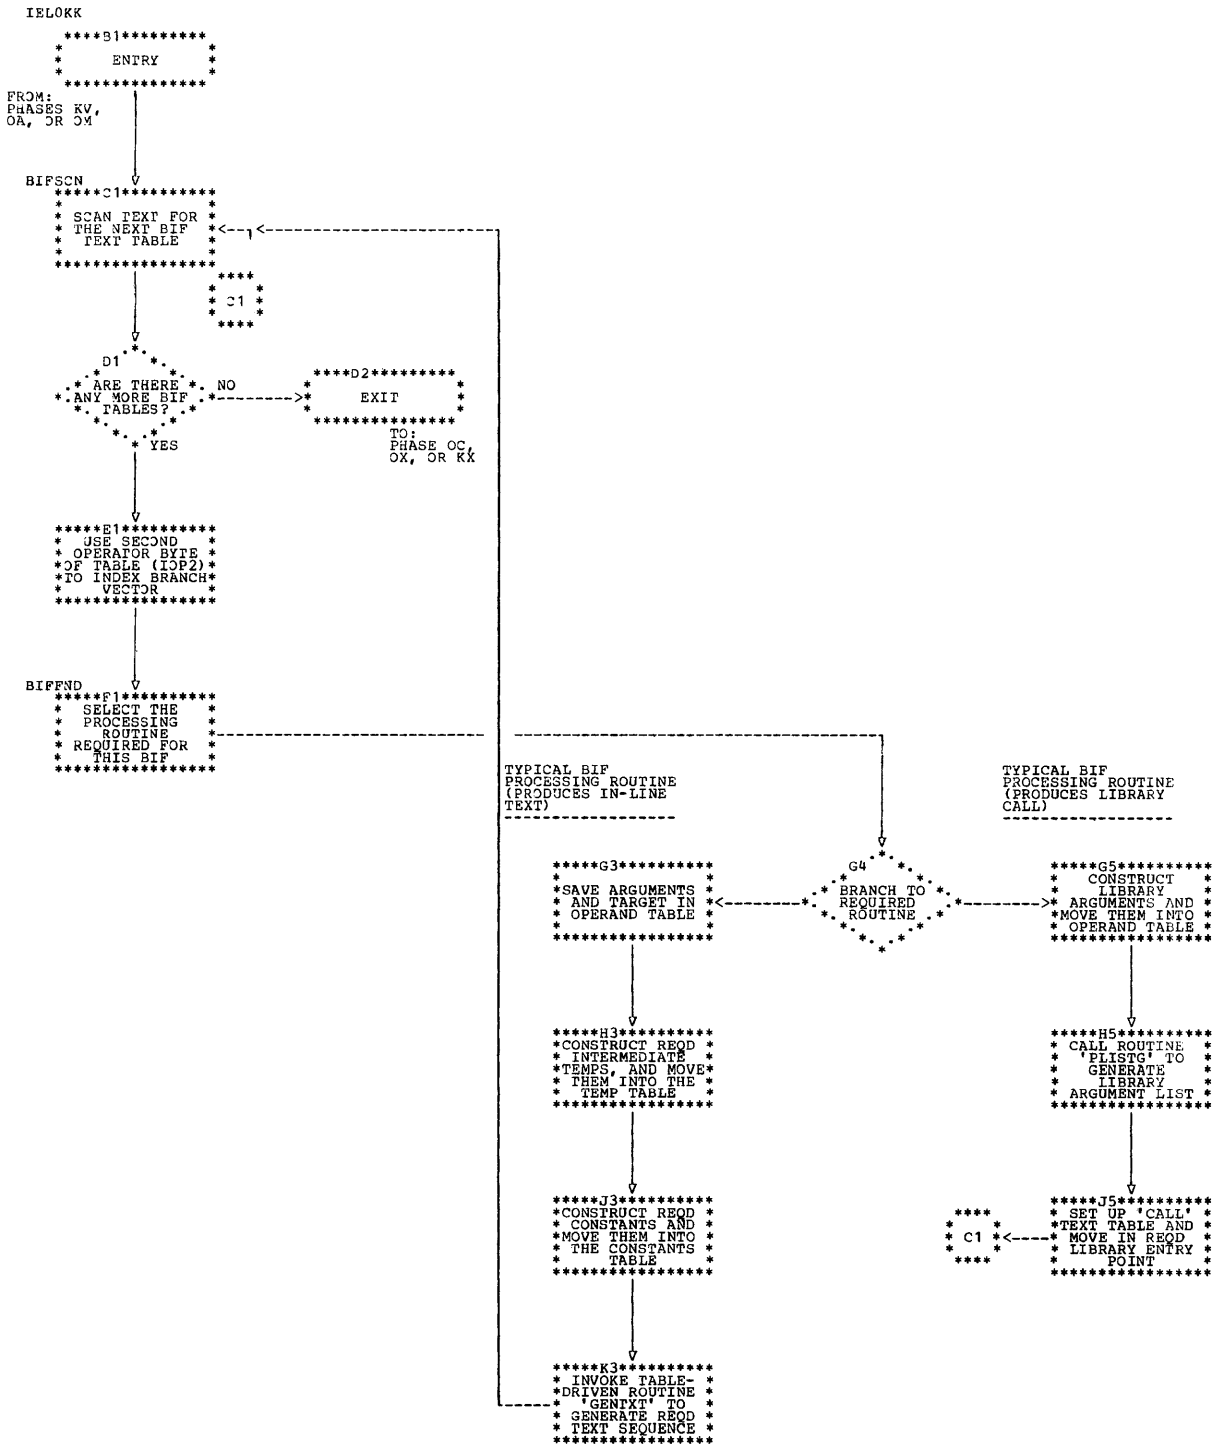 IEL0KK
B1
ENTRY
FROM:
PHASES KV,
OA, OR OM
BIFSCN
C1
SCAN TEXT FOR
THE NEXT BIF
TEXT TABLE
C1
D1
ARE THERE
ANY MORE BIF
TABLES?
NO
YES
D2
EXIT
TO:
PHASE OC,
OX, OR KX
E1
USE SECOND
OPERATOR BYTE
OF TABLE (IOP2)
TO INDEX BRANCH
VECTOR
BIFFND
F1
SELECT THE
PROCESSING
ROUTINE
REQUIRED FOR
THIS BIF
TYPICAL BIF
PROCESSING ROUTINE
(PRODUCES IN-LINE
TEXT)
TYPICAL BIF
PROCESSING ROUTINE
(PRODUCES LIBRARY
CALL)
G3
SAVE ARGUMENTS
AND TARGET IN
OPERAND TABLE
G4
BRANCH TO
REQUIRED
ROUTINE
G5
CONSTRUCT
LIBRARY
ARGUMENTS AND
MOVE THEM INTO
OPERAND TABLE
H3
CONSTRUCT REQD
INTERMEDIATE
TEMPS, AND MOVE
THEM INTO THE
TEMP TABLE
H5
CALL ROUTINE
'PLISTG' TO
GENERATE
LIBRARY
ARGUMENT LIST
J3
CONSTRUCT REQD
CONSTANTS AND
MOVE THEM INTO
THE CONSTANTS
TABLE
C1
J5
SET UP 'CALL'
TEXT TABLE AND
MOVE IN REQD
LIBRARY ENTRY
POINT
K3
INVOKE TABLE-
DRIVEN ROUTINE
'GENTXT' TO
GENERATE REQD
TEXT SEQUENCE